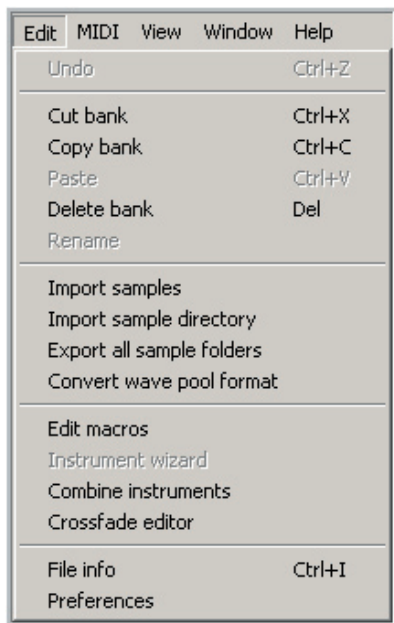 Edit MIDI View Window Help
Undo Ctrl+Z
Cut bank Ctrl+X
Copy bank Ctrl+C
Paste Ctrl+V
Delete bank Del
Rename
Import samples
Import sample directory
Export all sample folders
Convert wave pool format
Edit macros
Instrument wizard
Combine instruments
Crossfade editor
File info Ctrl+I
Preferences